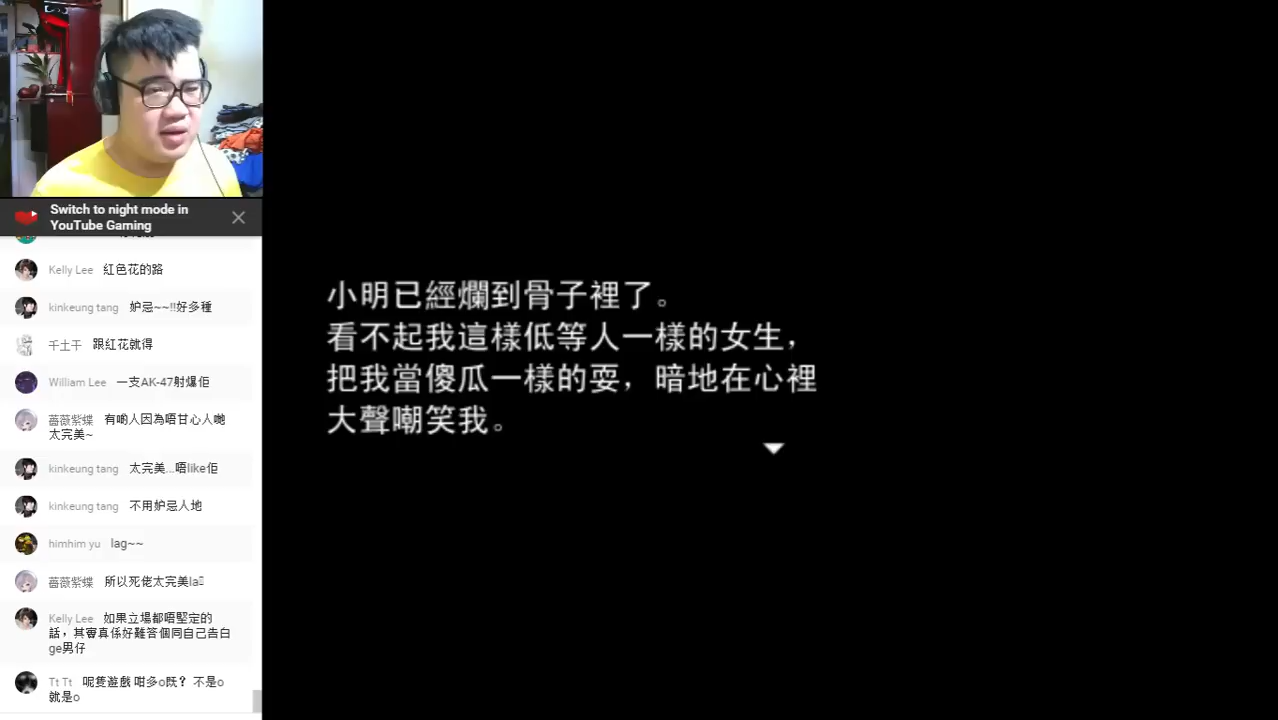 Switch to night mode in
YouTube Gaming
Kelly Lee 紅色花的路
kinkeung tang 妒忌~~!!好多種
千土干 跟紅花就得
William Lee 一支AK-47射爆佢
薔薇紫蝶 有啲人因為唔甘心人哋
太完美~
kinkeung tang 太完美...唔like佢
kinkeung tang 不用妒忌人地
himhim yu lag~~
薔薇紫蝶 所以死佬太完美la
Kelly Lee 如果立場都唔堅定的
話，其實真係好難答個同自己告白
ge男仔
Tt Tt 呢隻遊戲 咁多o既？ 不是o
就是o
小明已經爛到骨子裡了。
看不起我這樣低等人一樣的女生，
把我當傻瓜一樣的耍，暗地在心裡
大聲嘲笑我。